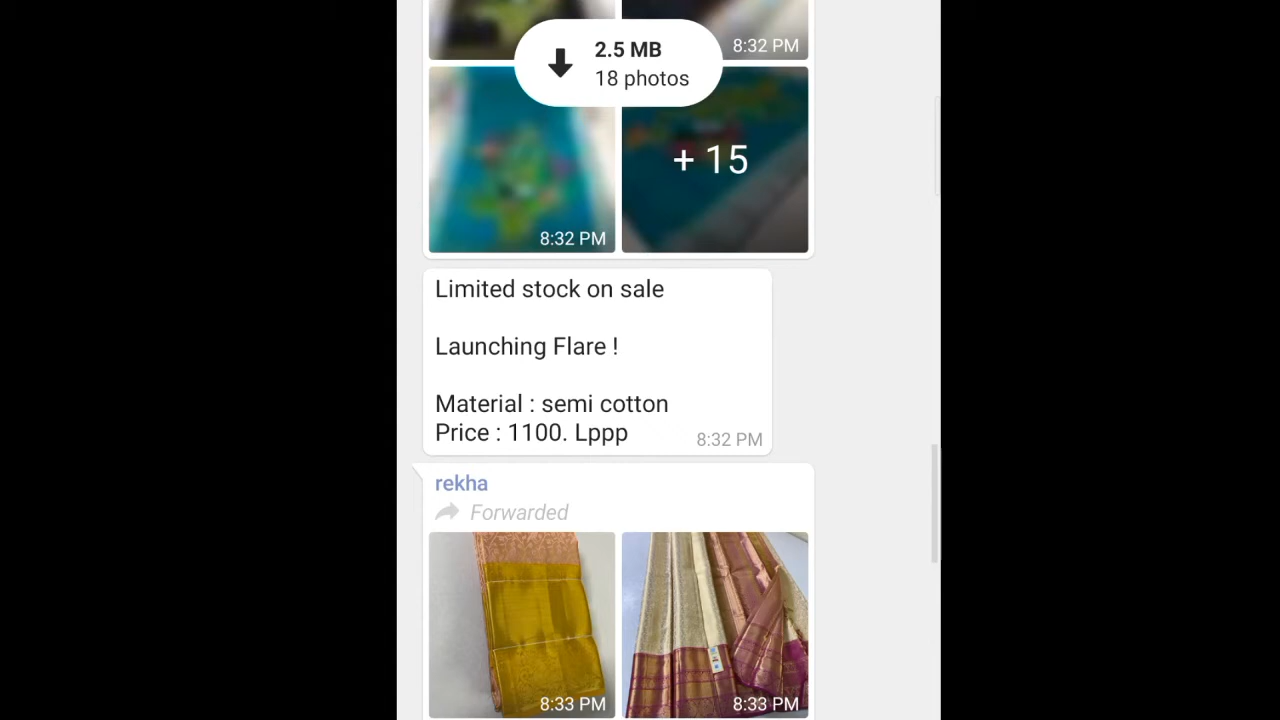 2.5 MB
18 photos
8:32 PM
+ 15
8:32 PM
Limited stock on sale
Launching Flare !
Material : semi cotton
Price : 1100. Lppp
8:32 PM
rekha
Forwarded
8:33 PM
8:33 PM